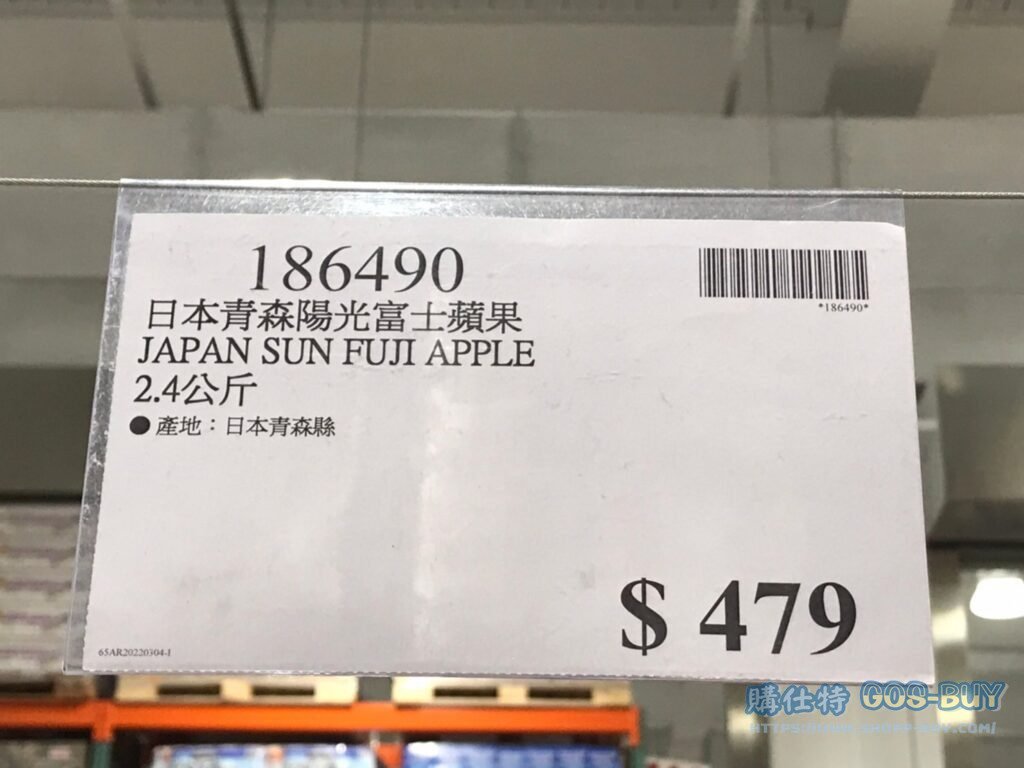 186490
*186490*
日本青森陽光富士蘋果
JAPAN SUN FUJI APPLE
2.4公斤
●產地：日本青森縣
$ 479
65AR20220304-1
購仕特 GOS-BUY